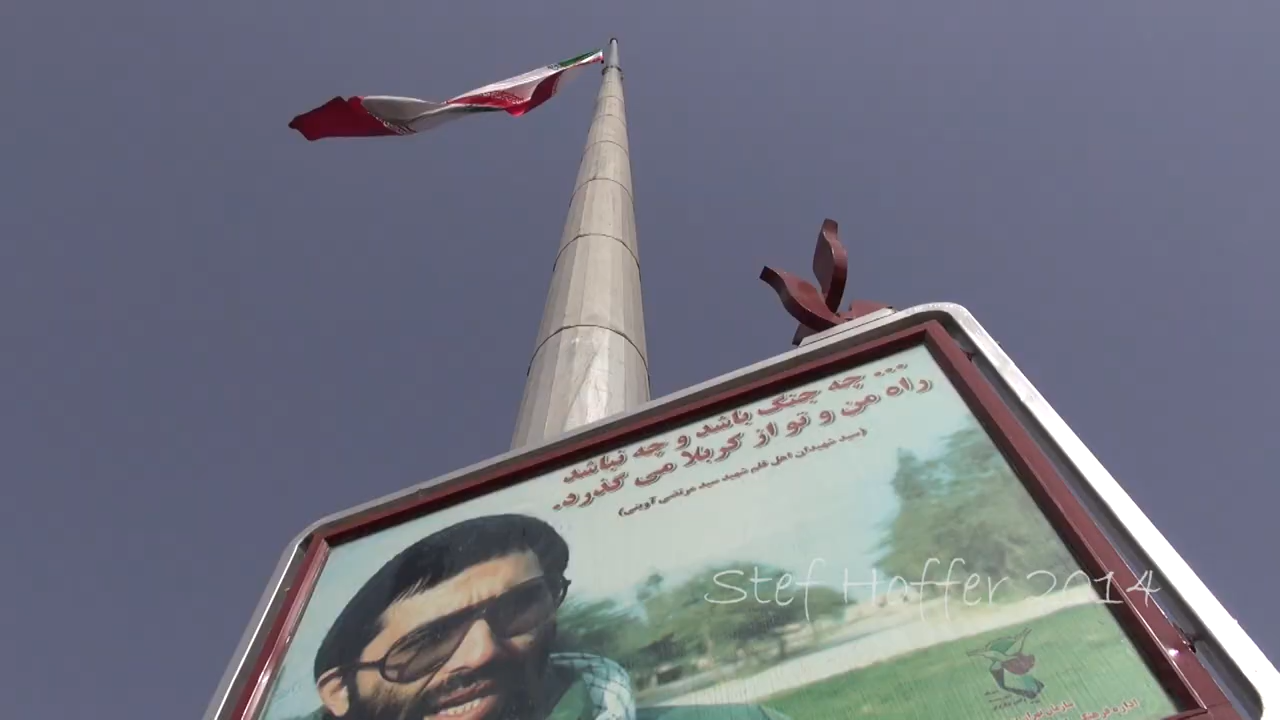 ... چه جنگ باشد و چه نباشد
راه من و تو از کربلا می گذرد.
(سید شهیدان اهل قلم شهید سید مرتضی آوینی)
Stef Hoffer 2014